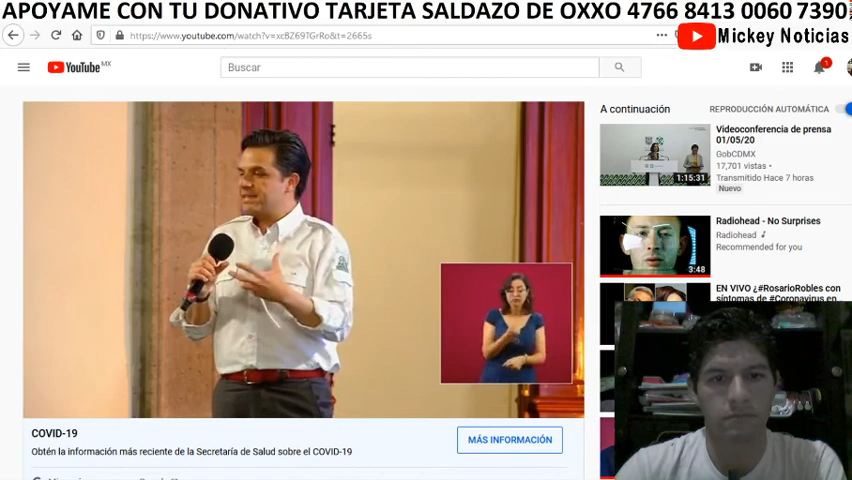 APOYAME CON TU DONATIVO TARJETA SALDAZO DE OXXO 4766 8413 0060 7390
https://www.youtube.com/watch?v=xcBZ69TGrRo&t=2665s
Mickey Noticias
YouTube MX
Buscar
1
A continuación
REPRODUCCIÓN AUTOMÁTICA
Videoconferencia de prensa
01/05/20
GobCDMX
17,701 vistas •
Transmitido Hace 7 horas
Nuevo
1:15:31
Radiohead - No Surprises
Radiohead
Recommended for you
3:48
EN VIVO ¿#RosarioRobles con
síntomas de #Coronavirus en
COVID-19
Obtén la información más reciente de la Secretaría de Salud sobre el COVID-19
MÁS INFORMACIÓN